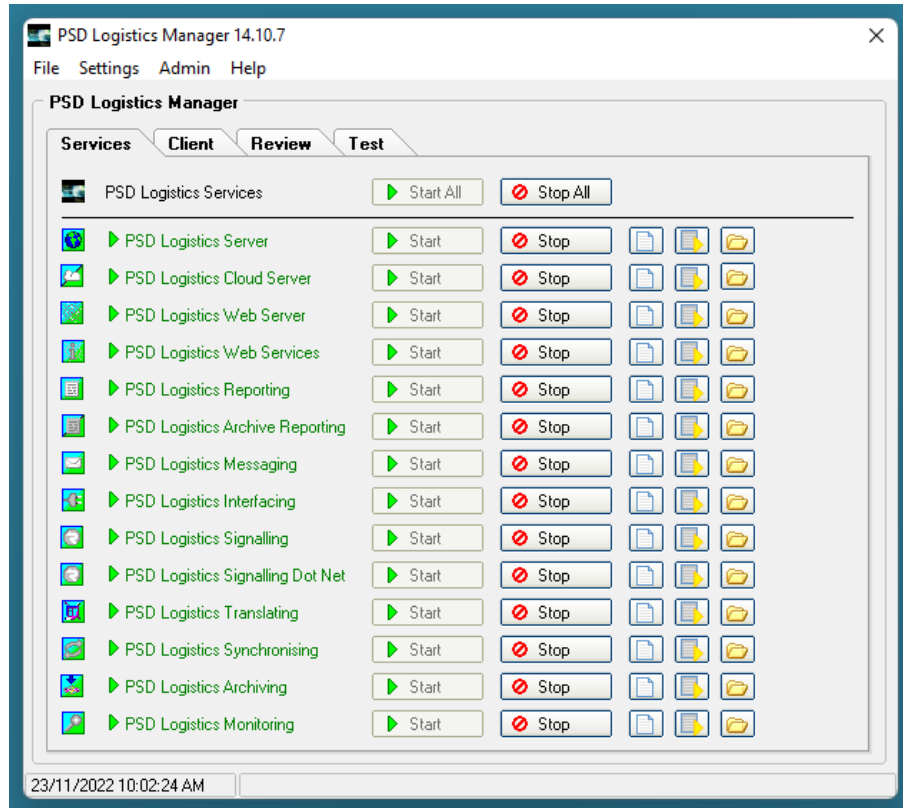 PSD Logistics Manager 14.10.7
File Settings Admin Help
PSD Logistics Manager
Services Client Review Test
PSD Logistics Services Start All Stop All
PSD Logistics Server Start Stop
PSD Logistics Cloud Server Start Stop
PSD Logistics Web Server Start Stop
PSD Logistics Web Services Start Stop
PSD Logistics Reporting Start Stop
PSD Logistics Archive Reporting Start Stop
PSD Logistics Messaging Start Stop
PSD Logistics Interfacing Start Stop
PSD Logistics Signalling Start Stop
PSD Logistics Signalling Dot Net Start Stop
PSD Logistics Translating Start Stop
PSD Logistics Synchronising Start Stop
PSD Logistics Archiving Start Stop
PSD Logistics Monitoring Start Stop
23/11/2022 10:02:24 AM